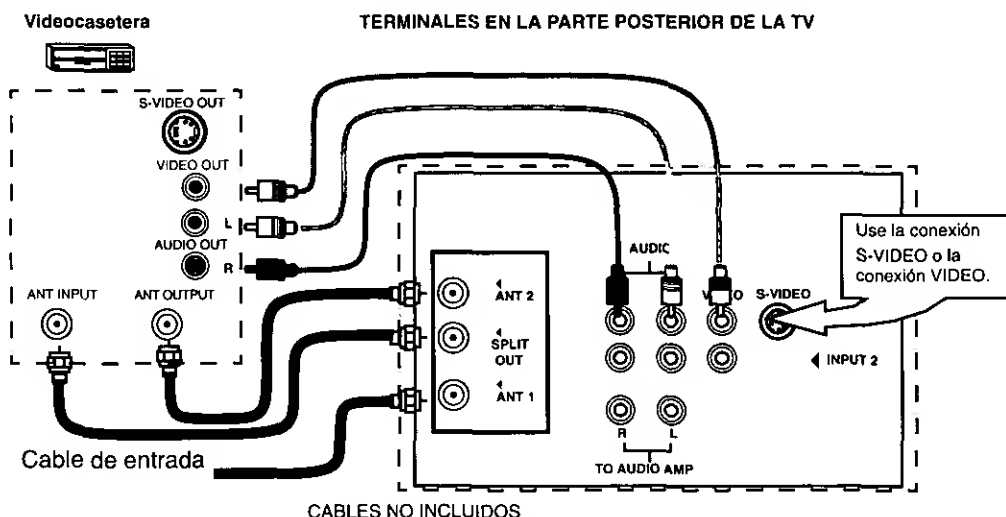 Videocasetera
TERMINALES EN LA PARTE POSTERIOR DE LA TV
S-VIDEO OUT
VIDEO OUT
L
AUDIO OUT
R
ANT INPUT
ANT OUTPUT
Cable de entrada
ANT 2
SPLIT
OUT
ANT 1
AUDIO
S-VIDEO
INPUT 2
R
L
TO AUDIO AMP
Use la conexión
S-VIDEO o la
conexión VIDEO.
CABLES NO INCLUIDOS